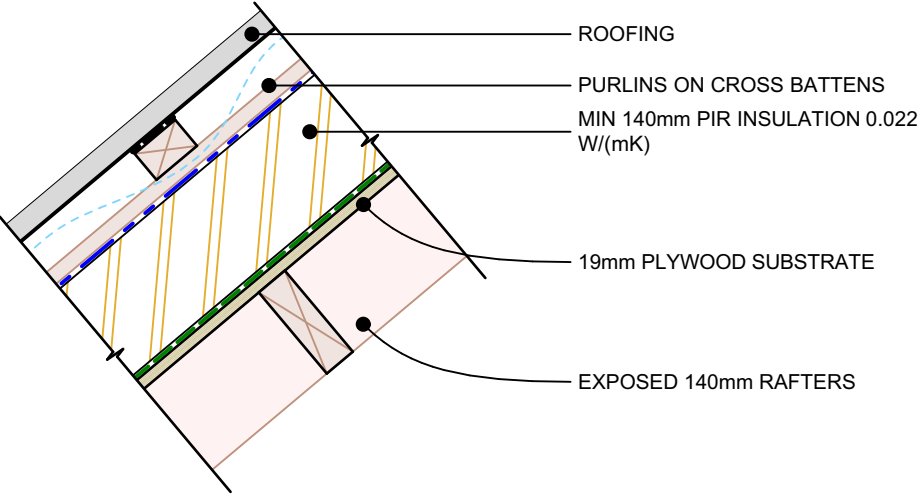 ROOFING
PURLINS ON CROSS BATTENS
MIN 140mm PIR INSULATION 0.022
W/(mK)
19mm PLYWOOD SUBSTRATE
EXPOSED 140mm RAFTERS